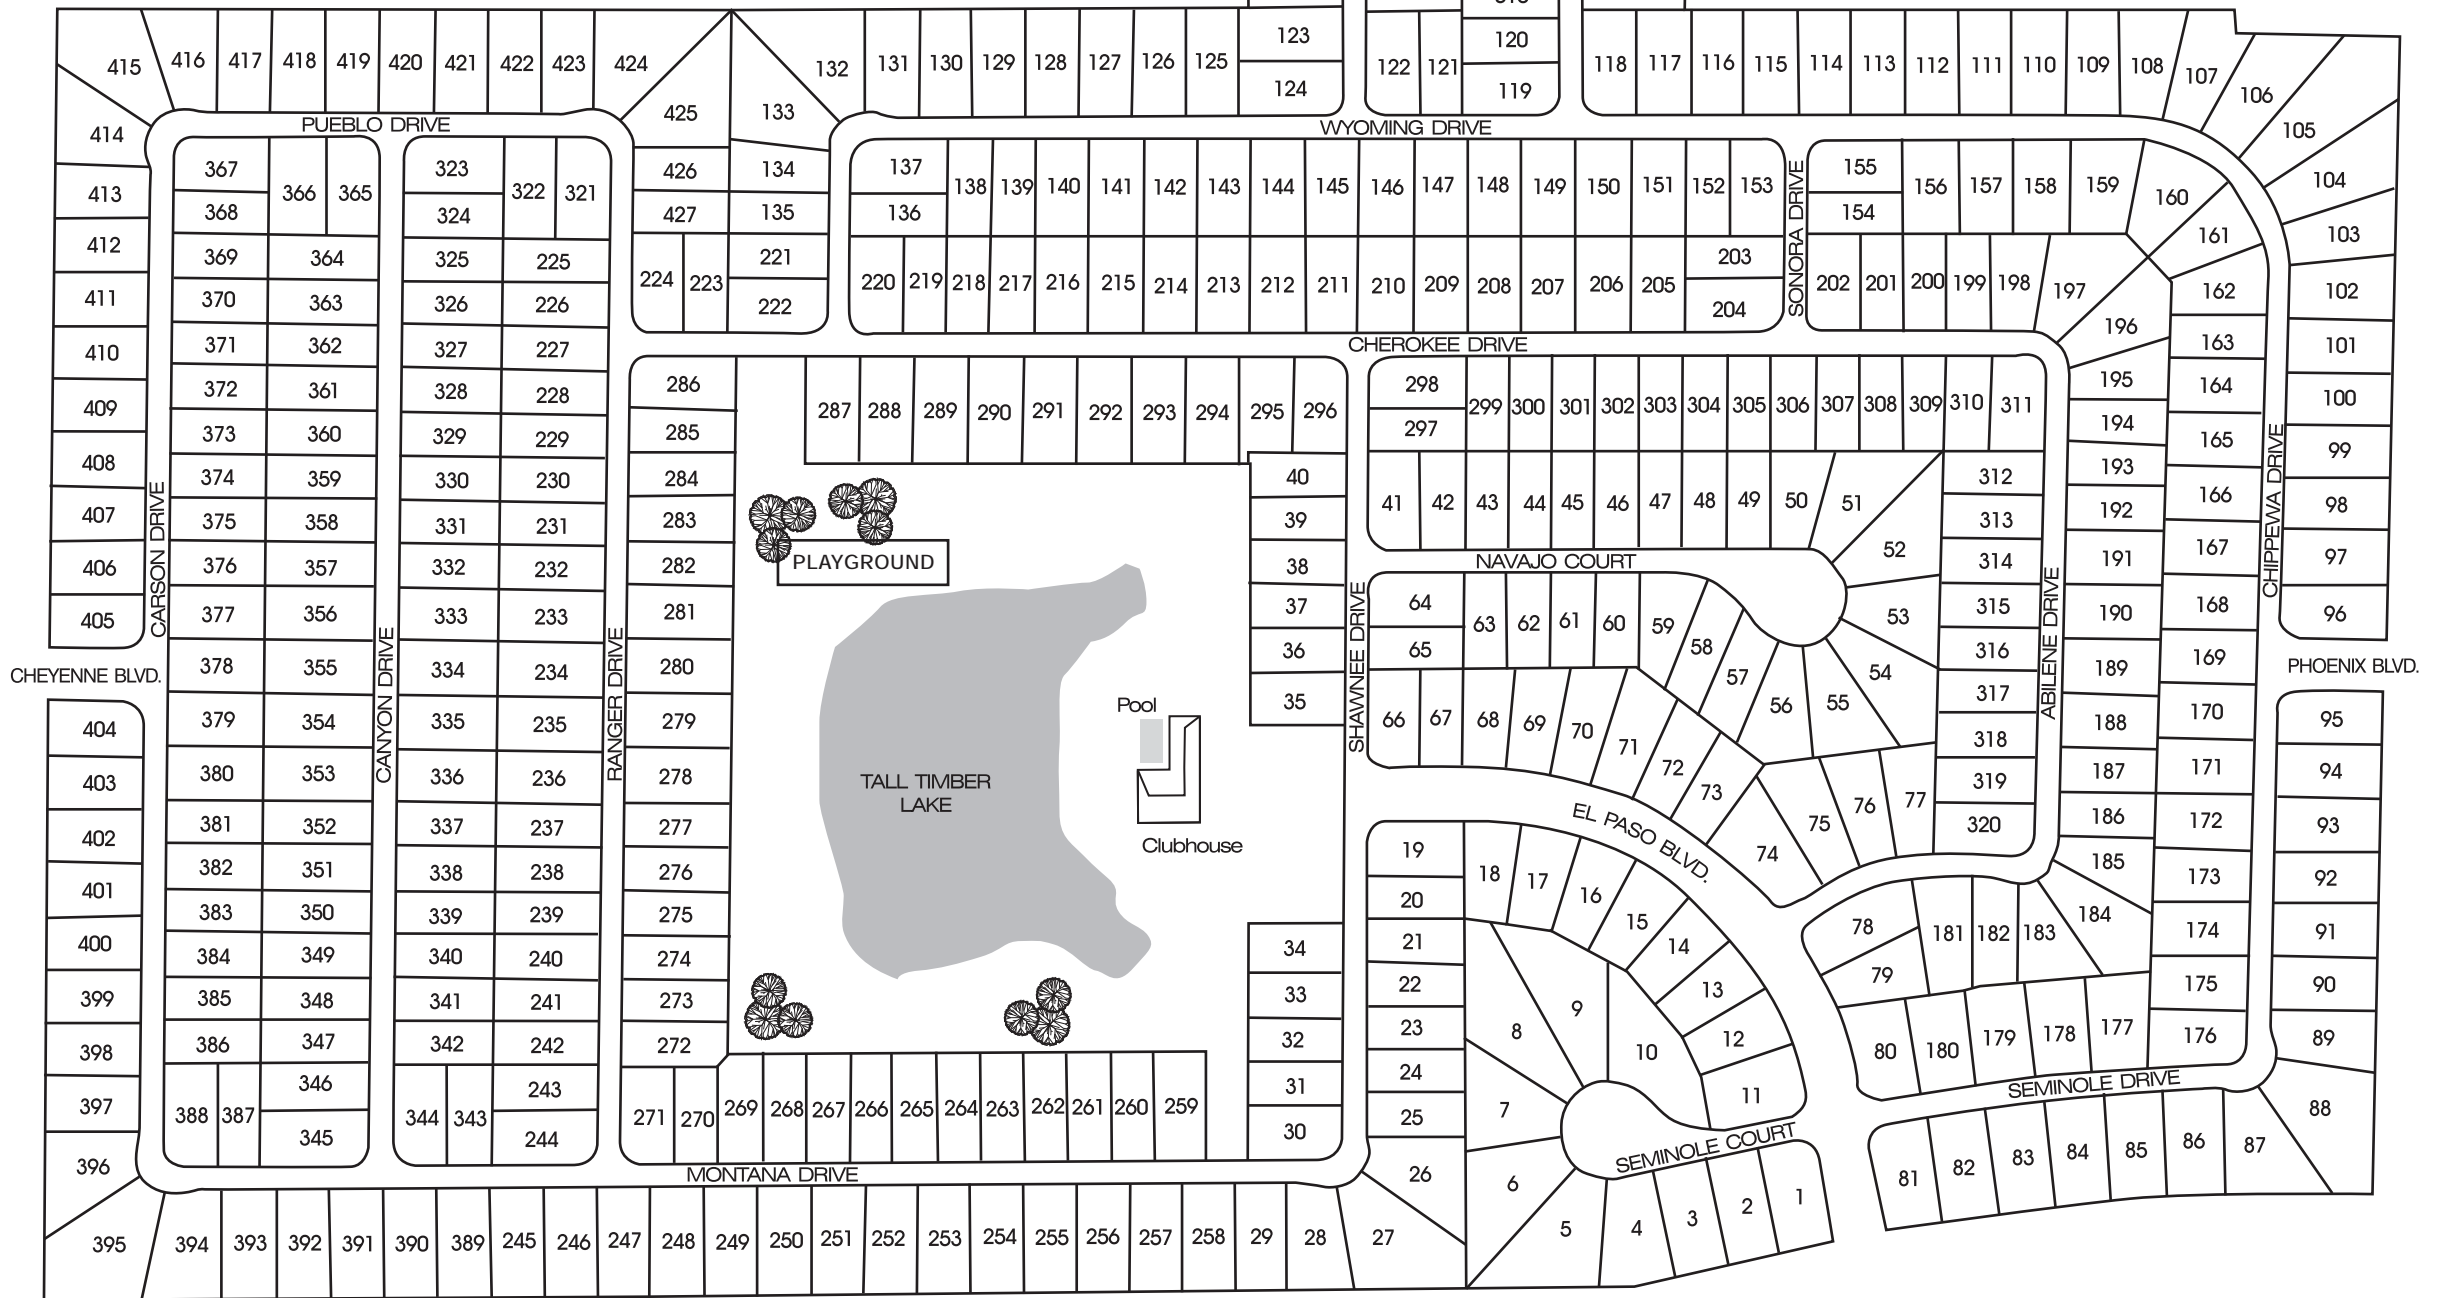 123
120
124
119
415 416 417 418 419 420 421 422 423 424
132 131 130 129 128 127 126 125
122 121
118 117 116 115 114 113 112 111 110 109 108 107 106 105 104 103
414 425 133
PUEBLO DRIVE
WYOMING DRIVE
413 367 366 365 323 322 321 426 134
137 138 139 140 141 142 143 144 145 146 147 148 149 150 151 152 153
155 156 157 158 159 160 161
368 324 427 135 136 154
SONORA DRIVE
412 369 364 325 225 224 223 221 222
220 219 218 217 216 215 214 213 212 211 210 209 208 207 206 205 203 204
202 201 200 199 198 197 196 162 102
411 370 363 326 226
CHEROKEE DRIVE
410 371 362 327 227 163 101
409 372 361 328 228 286
287 288 289 290 291 292 293 294 295 296
298 299 300 301 302 303 304 305 306 307 308 309 310 311
195 164 100
373 360 329 229 285 297 194 165 99
408 374 359 330 230 284 40 312 193
CARSON DRIVE
CHIPPEWA DRIVE
407 375 358 331 231 283 39
41 42 43 44 45 46 47 48 49 50 51 52
313 192 166 98
PLAYGROUND
NAVAJO COURT
406 376 357 332 232 282 38 314 191 167 97
405 377 356 333 233 281 37
64 63 62 61 60 59 58 57 56 55 54 53
315 190 168 96
SHAWNEE DRIVE
ABILENE DRIVE
CANYON DRIVE
RANGER DRIVE
36 65 316
CHEYENNE BLVD.
PHOENIX BLVD.
378 355 334 234 280 35 317 189 169
Pool
404 379 354 335 235 279
66 67 68 69 70 71 72 73 74 75 76 77
318 188 170 95
403 380 353 336 236 278 319 187 171 94
TALL TIMBER
LAKE
EL PASO BLVD.
402 381 352 337 237 277 320 186 172 93
Clubhouse
401 382 351 338 238 276 19
18 17 16 15 14 13 12 11
185 173 92
383 350 339 239 275 20
78 181 182 183 184
400 384 349 340 240 274 34 21 174 91
79
399 385 348 341 241 273 33 22 9 175 90
398 386 347 342 242 272 32 23 8 10
80 180 179 178 177 176 89
346 243 31 24
SEMINOLE DRIVE
397 388 387 345 344 343 244
271 270 269 268 267 266 265 264 263 262 261 260 259
30 25 7 88
SEMINOLE COURT
396
MONTANA DRIVE
26 6
81 82 83 84 85 86 87
395 394 393 392 391 390 389 245 246 247 248 249 250 251 252 253 254 255 256 257 258 29 28 27 5 4 3 2 1